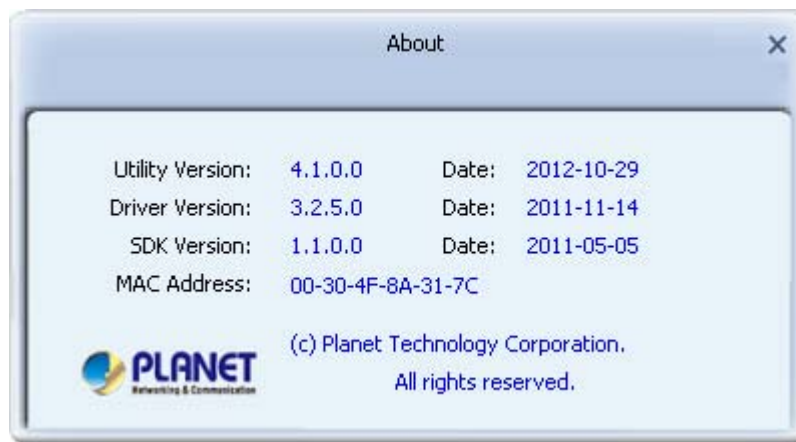 About
Utility Version: 4.1.0.0 Date: 2012-10-29
Driver Version: 3.2.5.0 Date: 2011-11-14
SDK Version: 1.1.0.0 Date: 2011-05-05
MAC Address: 00-30-4F-8A-31-7C
(c) Planet Technology Corporation.
All rights reserved.
PLANET
Networking & Communication